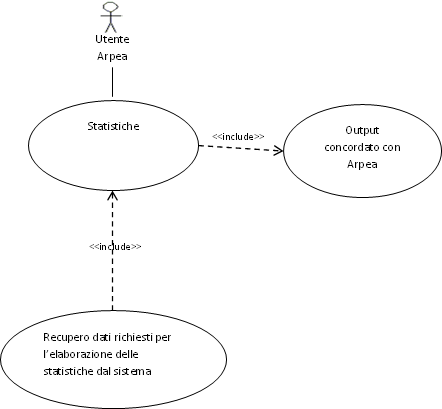 Utente
Arpea
Statistiche
<<include>>
Output
concordato con
Arpea
<<include>>
Recupero dati richiesti per
l'elaborazione delle
statistiche dal sistema